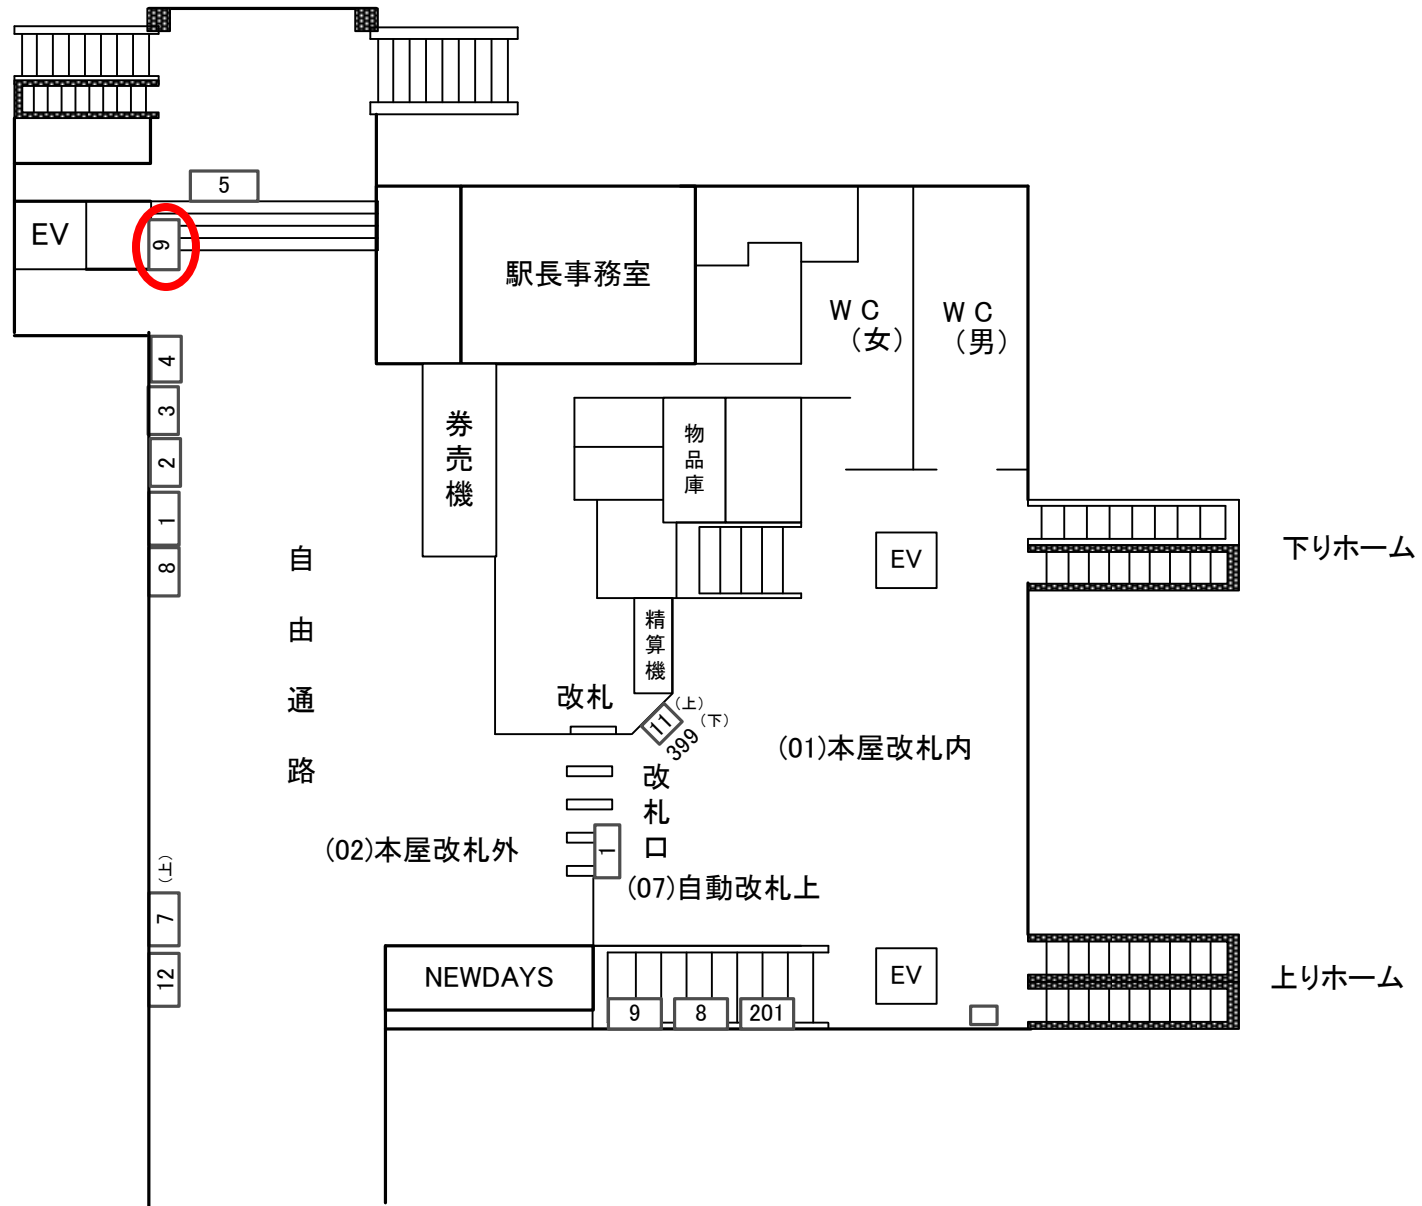 5
EV
9
駅長事務室
WC
(女)
WC
(男)
4
3
2
1
8
券売機
物品庫
EV
下りホーム
自由通路
精算機
改札
11
(上)
(下)
399
(01)本屋改札内
改札口
(02)本屋改札外
1
(07)自動改札上
(上)
7
12
NEWDAYS
9
8
201
EV
上りホーム